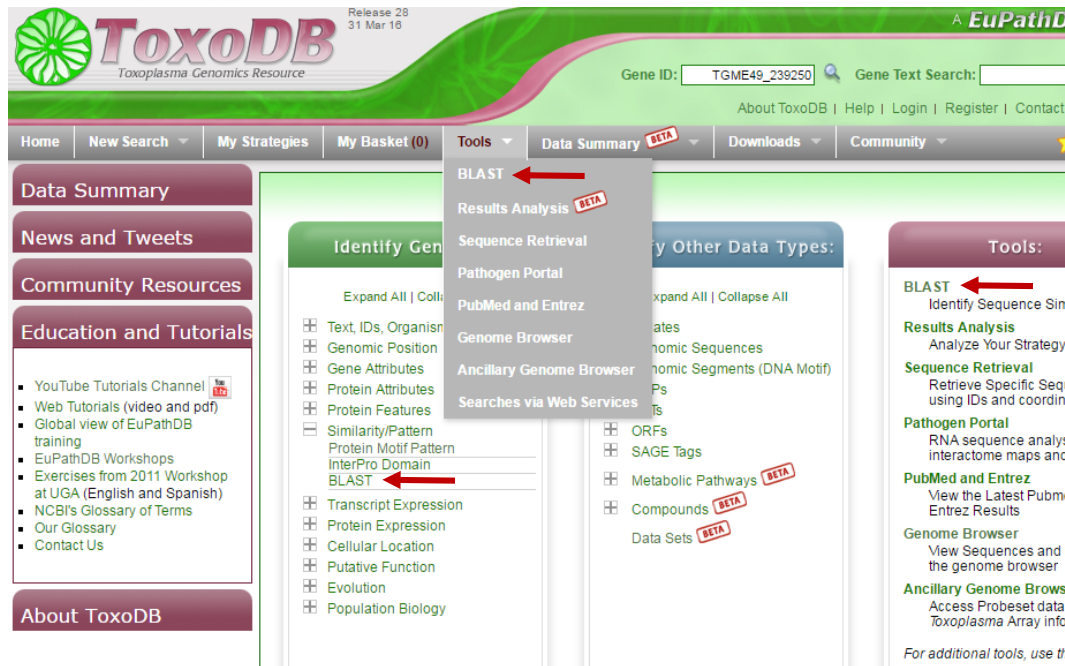 Release 28
31 Mar 16
A EuPathD
ToxoDB
Toxoplasma Genomics Resource
Gene ID: TGME49_239250 Gene Text Search:
About ToxoDB | Help | Login | Register | Contact
Home New Search My Strategies My Basket (0) Tools Data Summary BETA Downloads Community
Data Summary
News and Tweets
Community Resources
Education and Tutorials
YouTube Tutorials Channel You Tube
Web Tutorials (video and pdf)
Global view of EuPathDB
training
EuPathDB Workshops
Exercises from 2011 Workshop
at UGA (English and Spanish)
NCBI's Glossary of Terms
Our Glossary
Contact Us
About ToxoDB
BLAST
Results Analysis BETA
Sequence Retrieval
Pathogen Portal
PubMed and Entrez
Genome Browser
Ancillary Genome Browser
Searches via Web Services
Identify Gen
Expand All | Coll
Text, IDs, Organism
Genomic Position
Gene Attributes
Protein Attributes
Protein Features
Similarity/Pattern
Protein Motif Pattern
InterPro Domain
BLAST
Transcript Expression
Protein Expression
Cellular Location
Putative Function
Evolution
Population Biology
fy Other Data Types:
xpand All | Collapse All
ates
nomic Sequences
nomic Segments (DNA Motif)
Ps
Ts
ORFs
SAGE Tags
Metabolic Pathways BETA
Compounds BETA
Data Sets BETA
Tools:
BLAST
Identify Sequence Sim
Results Analysis
Analyze Your Strategy
Sequence Retrieval
Retrieve Specific Sequ
using IDs and coordin
Pathogen Portal
RNA sequence analys
interactome maps and
PubMed and Entrez
View the Latest Pubme
Entrez Results
Genome Browser
View Sequences and
the genome browser
Ancillary Genome Brows
Access Probeset data
Toxoplasma Array info
For additional tools, use th